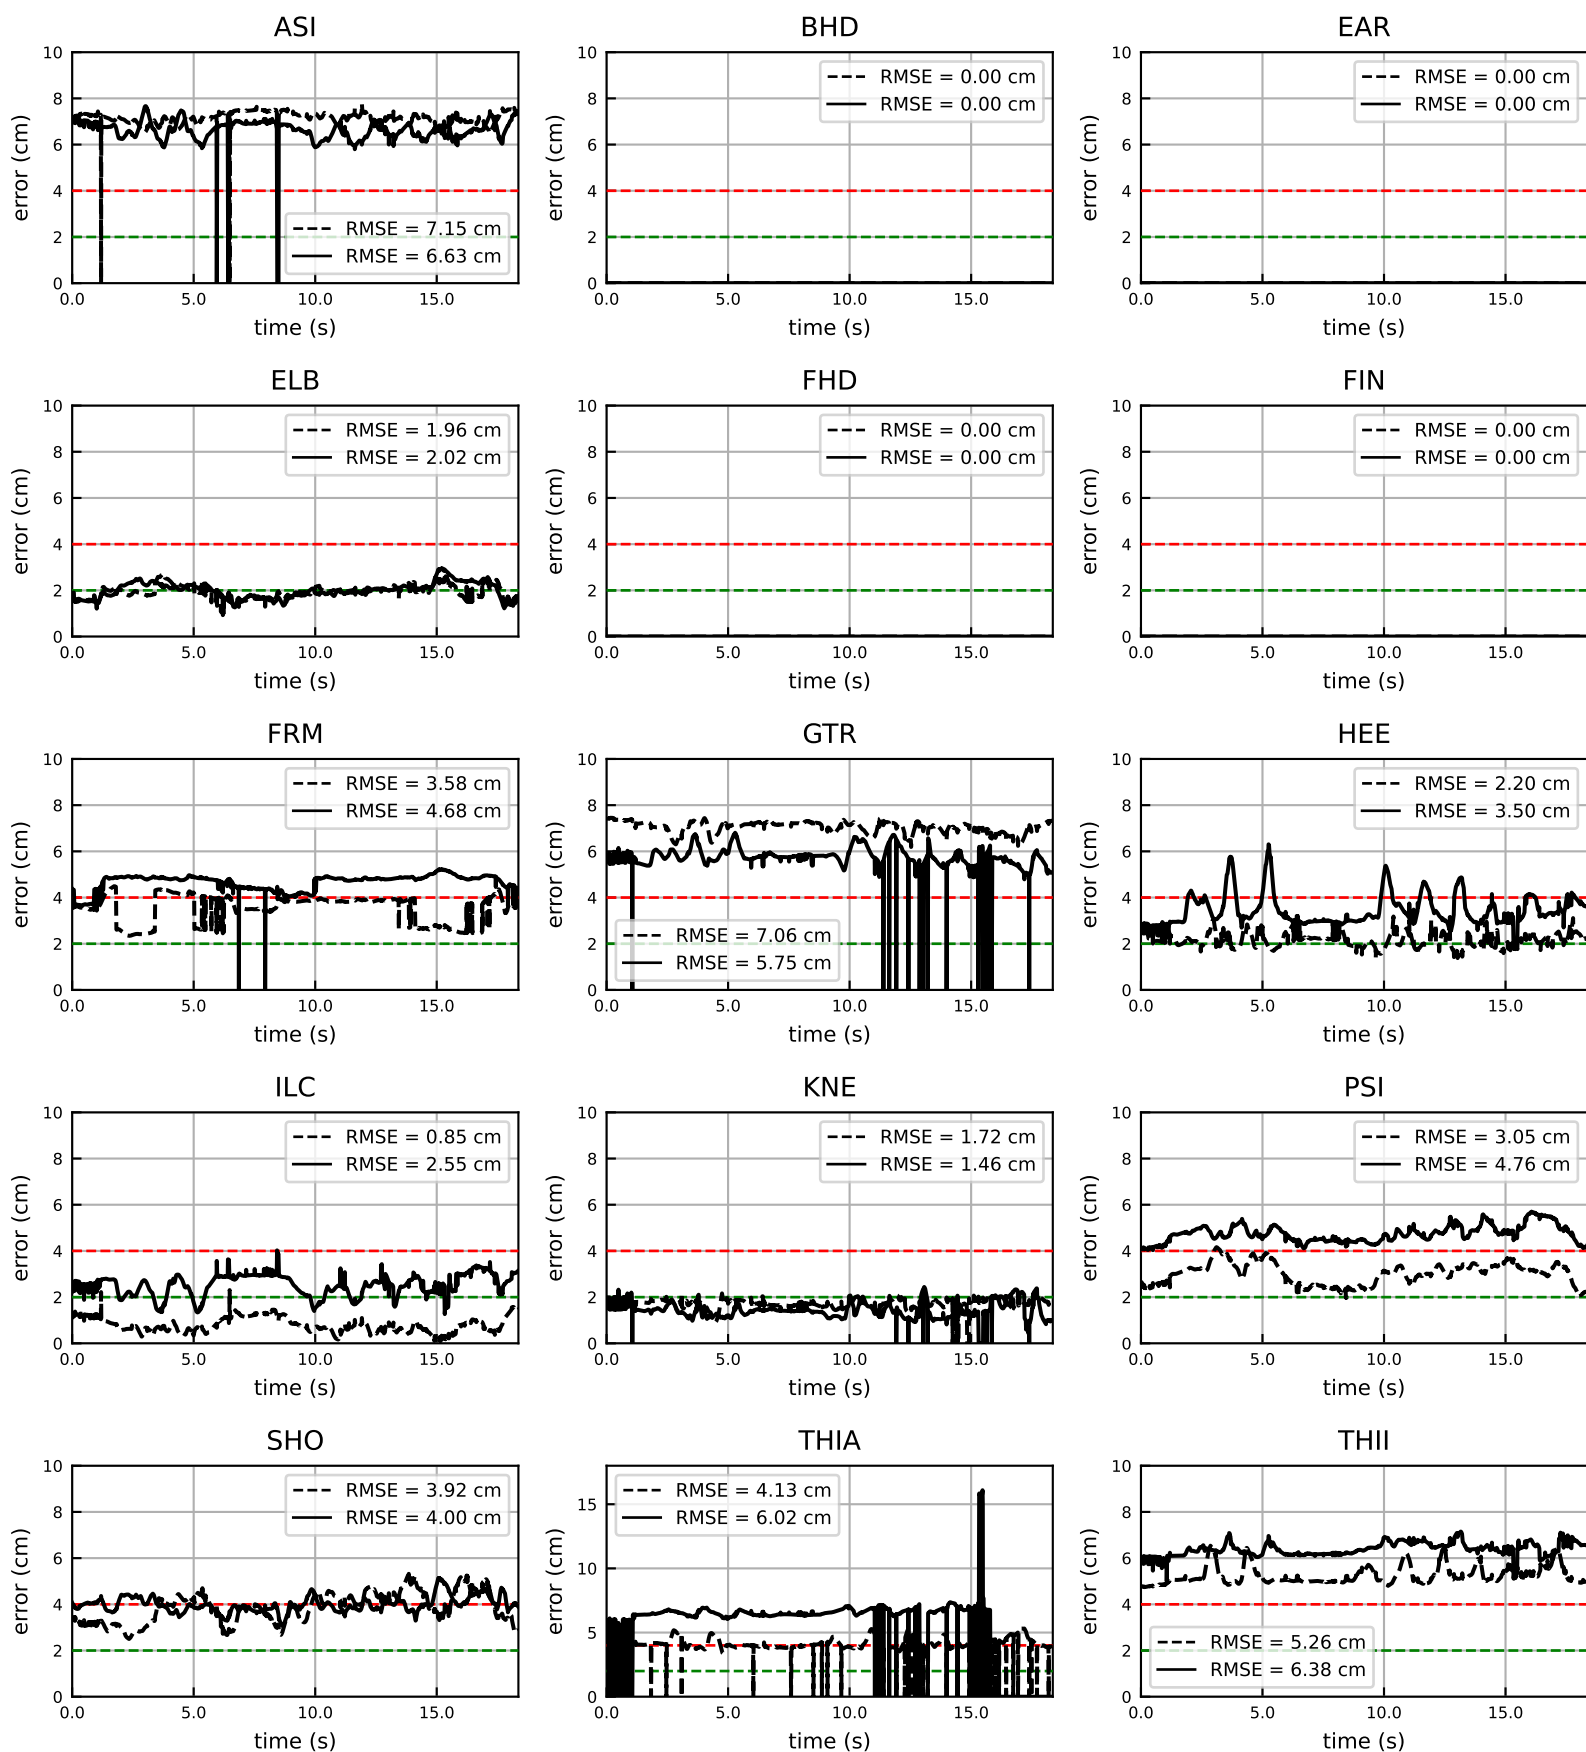 ASI
BHD
EAR
error (cm)
10
8
6
4
2
0
RMSE = 7.15 cm
RMSE = 6.63 cm
0.0 5.0 10.0 15.0
time (s)
error (cm)
10
8
6
4
2
0
RMSE = 0.00 cm
RMSE = 0.00 cm
0.0 5.0 10.0 15.0
time (s)
error (cm)
10
8
6
4
2
0
RMSE = 0.00 cm
RMSE = 0.00 cm
0.0 5.0 10.0 15.0
time (s)
ELB
FHD
FIN
error (cm)
10
8
6
4
2
0
RMSE = 1.96 cm
RMSE = 2.02 cm
0.0 5.0 10.0 15.0
time (s)
error (cm)
10
8
6
4
2
0
RMSE = 0.00 cm
RMSE = 0.00 cm
0.0 5.0 10.0 15.0
time (s)
error (cm)
10
8
6
4
2
0
RMSE = 0.00 cm
RMSE = 0.00 cm
0.0 5.0 10.0 15.0
time (s)
FRM
GTR
HEE
error (cm)
10
8
6
4
2
0
RMSE = 3.58 cm
RMSE = 4.68 cm
0.0 5.0 10.0 15.0
time (s)
error (cm)
10
8
6
4
2
0
RMSE = 7.06 cm
RMSE = 5.75 cm
0.0 5.0 10.0 15.0
time (s)
error (cm)
10
8
6
4
2
0
RMSE = 2.20 cm
RMSE = 3.50 cm
0.0 5.0 10.0 15.0
time (s)
ILC
KNE
PSI
error (cm)
10
8
6
4
2
0
RMSE = 0.85 cm
RMSE = 2.55 cm
0.0 5.0 10.0 15.0
time (s)
error (cm)
10
8
6
4
2
0
RMSE = 1.72 cm
RMSE = 1.46 cm
0.0 5.0 10.0 15.0
time (s)
error (cm)
10
8
6
4
2
0
RMSE = 3.05 cm
RMSE = 4.76 cm
0.0 5.0 10.0 15.0
time (s)
SHO
THIA
THII
error (cm)
10
8
6
4
2
0
RMSE = 3.92 cm
RMSE = 4.00 cm
0.0 5.0 10.0 15.0
time (s)
error (cm)
15
10
5
0
RMSE = 4.13 cm
RMSE = 6.02 cm
0.0 5.0 10.0 15.0
time (s)
error (cm)
10
8
6
4
2
0
RMSE = 5.26 cm
RMSE = 6.38 cm
0.0 5.0 10.0 15.0
time (s)